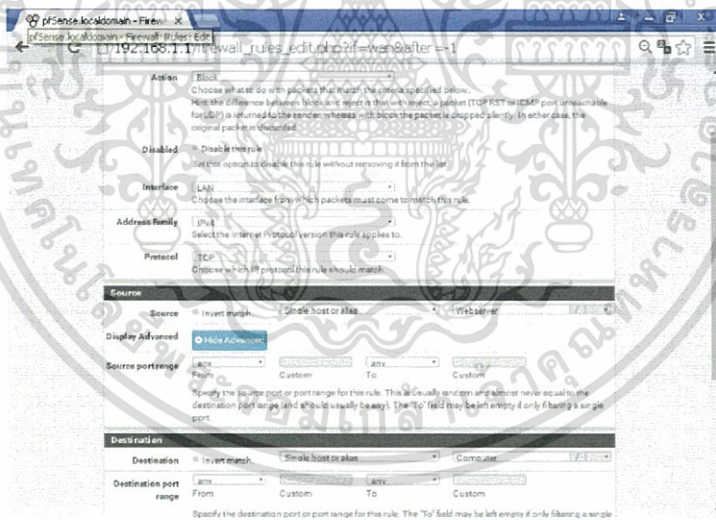 pfSense.localdomain - Firew
pfSense.localdomain - Firewall: Rules: Edit
192.168.1.1/firewall_rules_edit.php?if=wan&after=-1
Action Block
Choose what to do with packets that match the criteria specified below.
Hint: the difference between block and reject is that with reject, a packet (TCP RST or ICMP port unreachable
for UDP) is returned to the sender, whereas with block the packet is dropped silently. In either case, the
original packet is discarded.
Disabled Disable this rule
Set this option to disable this rule without removing it from the list.
Interface LAN
Choose the interface from which packets must come to match this rule.
Address Family IPv4
Select the Internet Protocol version this rule applies to.
Protocol TCP
Choose which IP protocol this rule should match.
Source
Source Invert match. Single host or alias Webserver
Display Advanced Hide Advanced
Source port range any any
From Custom To Custom
Specify the source port or port range for this rule. This is usually random and almost never equal to the
destination port range (and should usually be any). The 'To' field may be left empty if only filtering a single
port.
Destination
Destination Invert match. Single host or alias Computer
Destination port range any any
From Custom To Custom
Specify the destination port or port range for this rule. The 'To' field may be left empty if only filtering a single